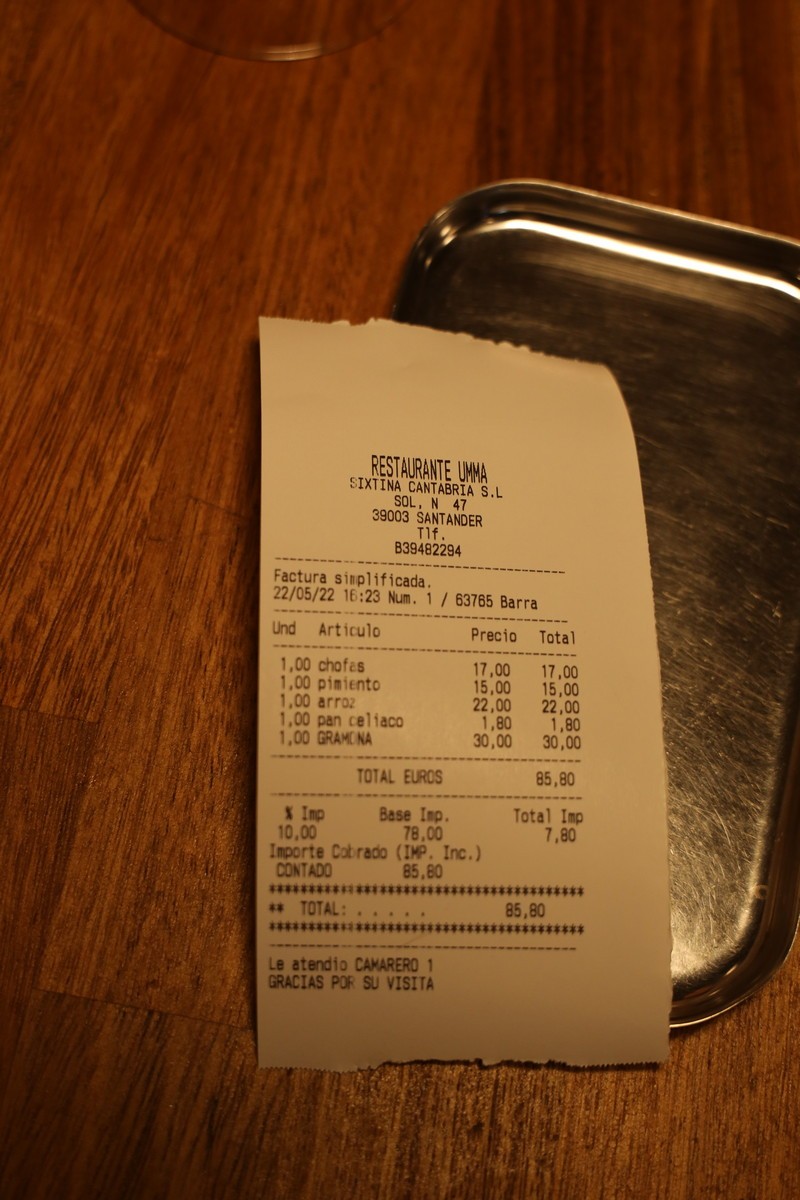 RESTAURANTE UMMA
SIXTINA CANTABRIA S.L
SOL, N 47
39003 SANTANDER
Tlf.
B39482294
Factura simplificada.
22/05/22 16:23 Num. 1 / 63765 Barra
Und Articulo Precio Total
1,00 chofas 17,00 17,00
1,00 pimiento 15,00 15,00
1,00 arroz 22,00 22,00
1,00 pan celiaco 1,80 1,80
1,00 GRAMONA 30,00 30,00
TOTAL EUROS 85,80
% Imp Base Imp. Total Imp
10,00 78,00 7,80
Importe Cobrado (IMP. Inc.)
CONTADO 85,80
*******************************************
** TOTAL: . . . . . 85,80
*******************************************
Le atendio CAMARERO 1
GRACIAS POR SU VISITA